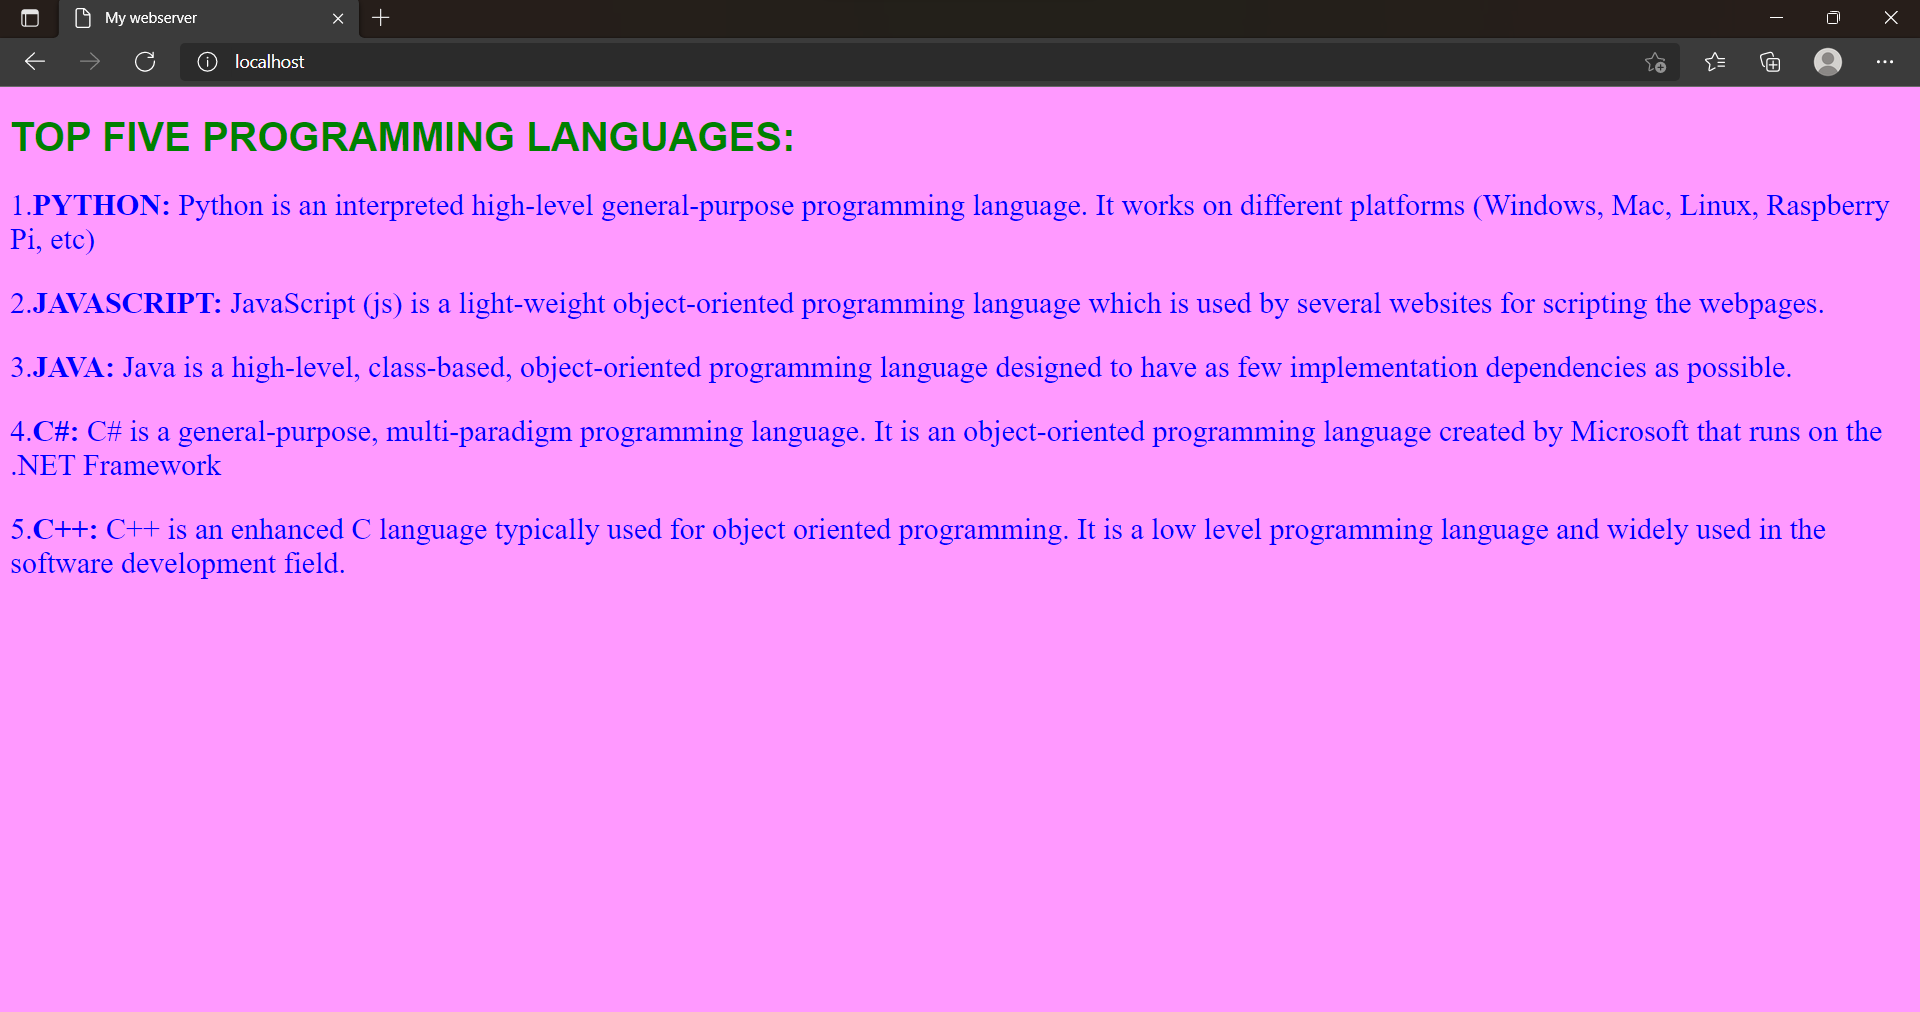 My webserver
localhost
TOP FIVE PROGRAMMING LANGUAGES:
1.PYTHON: Python is an interpreted high-level general-purpose programming language. It works on different platforms (Windows, Mac, Linux, Raspberry
Pi, etc)
2.JAVASCRIPT: JavaScript (js) is a light-weight object-oriented programming language which is used by several websites for scripting the webpages.
3.JAVA: Java is a high-level, class-based, object-oriented programming language designed to have as few implementation dependencies as possible.
4.C#: C# is a general-purpose, multi-paradigm programming language. It is an object-oriented programming language created by Microsoft that runs on the
.NET Framework
5.C++: C++ is an enhanced C language typically used for object oriented programming. It is a low level programming language and widely used in the
software development field.